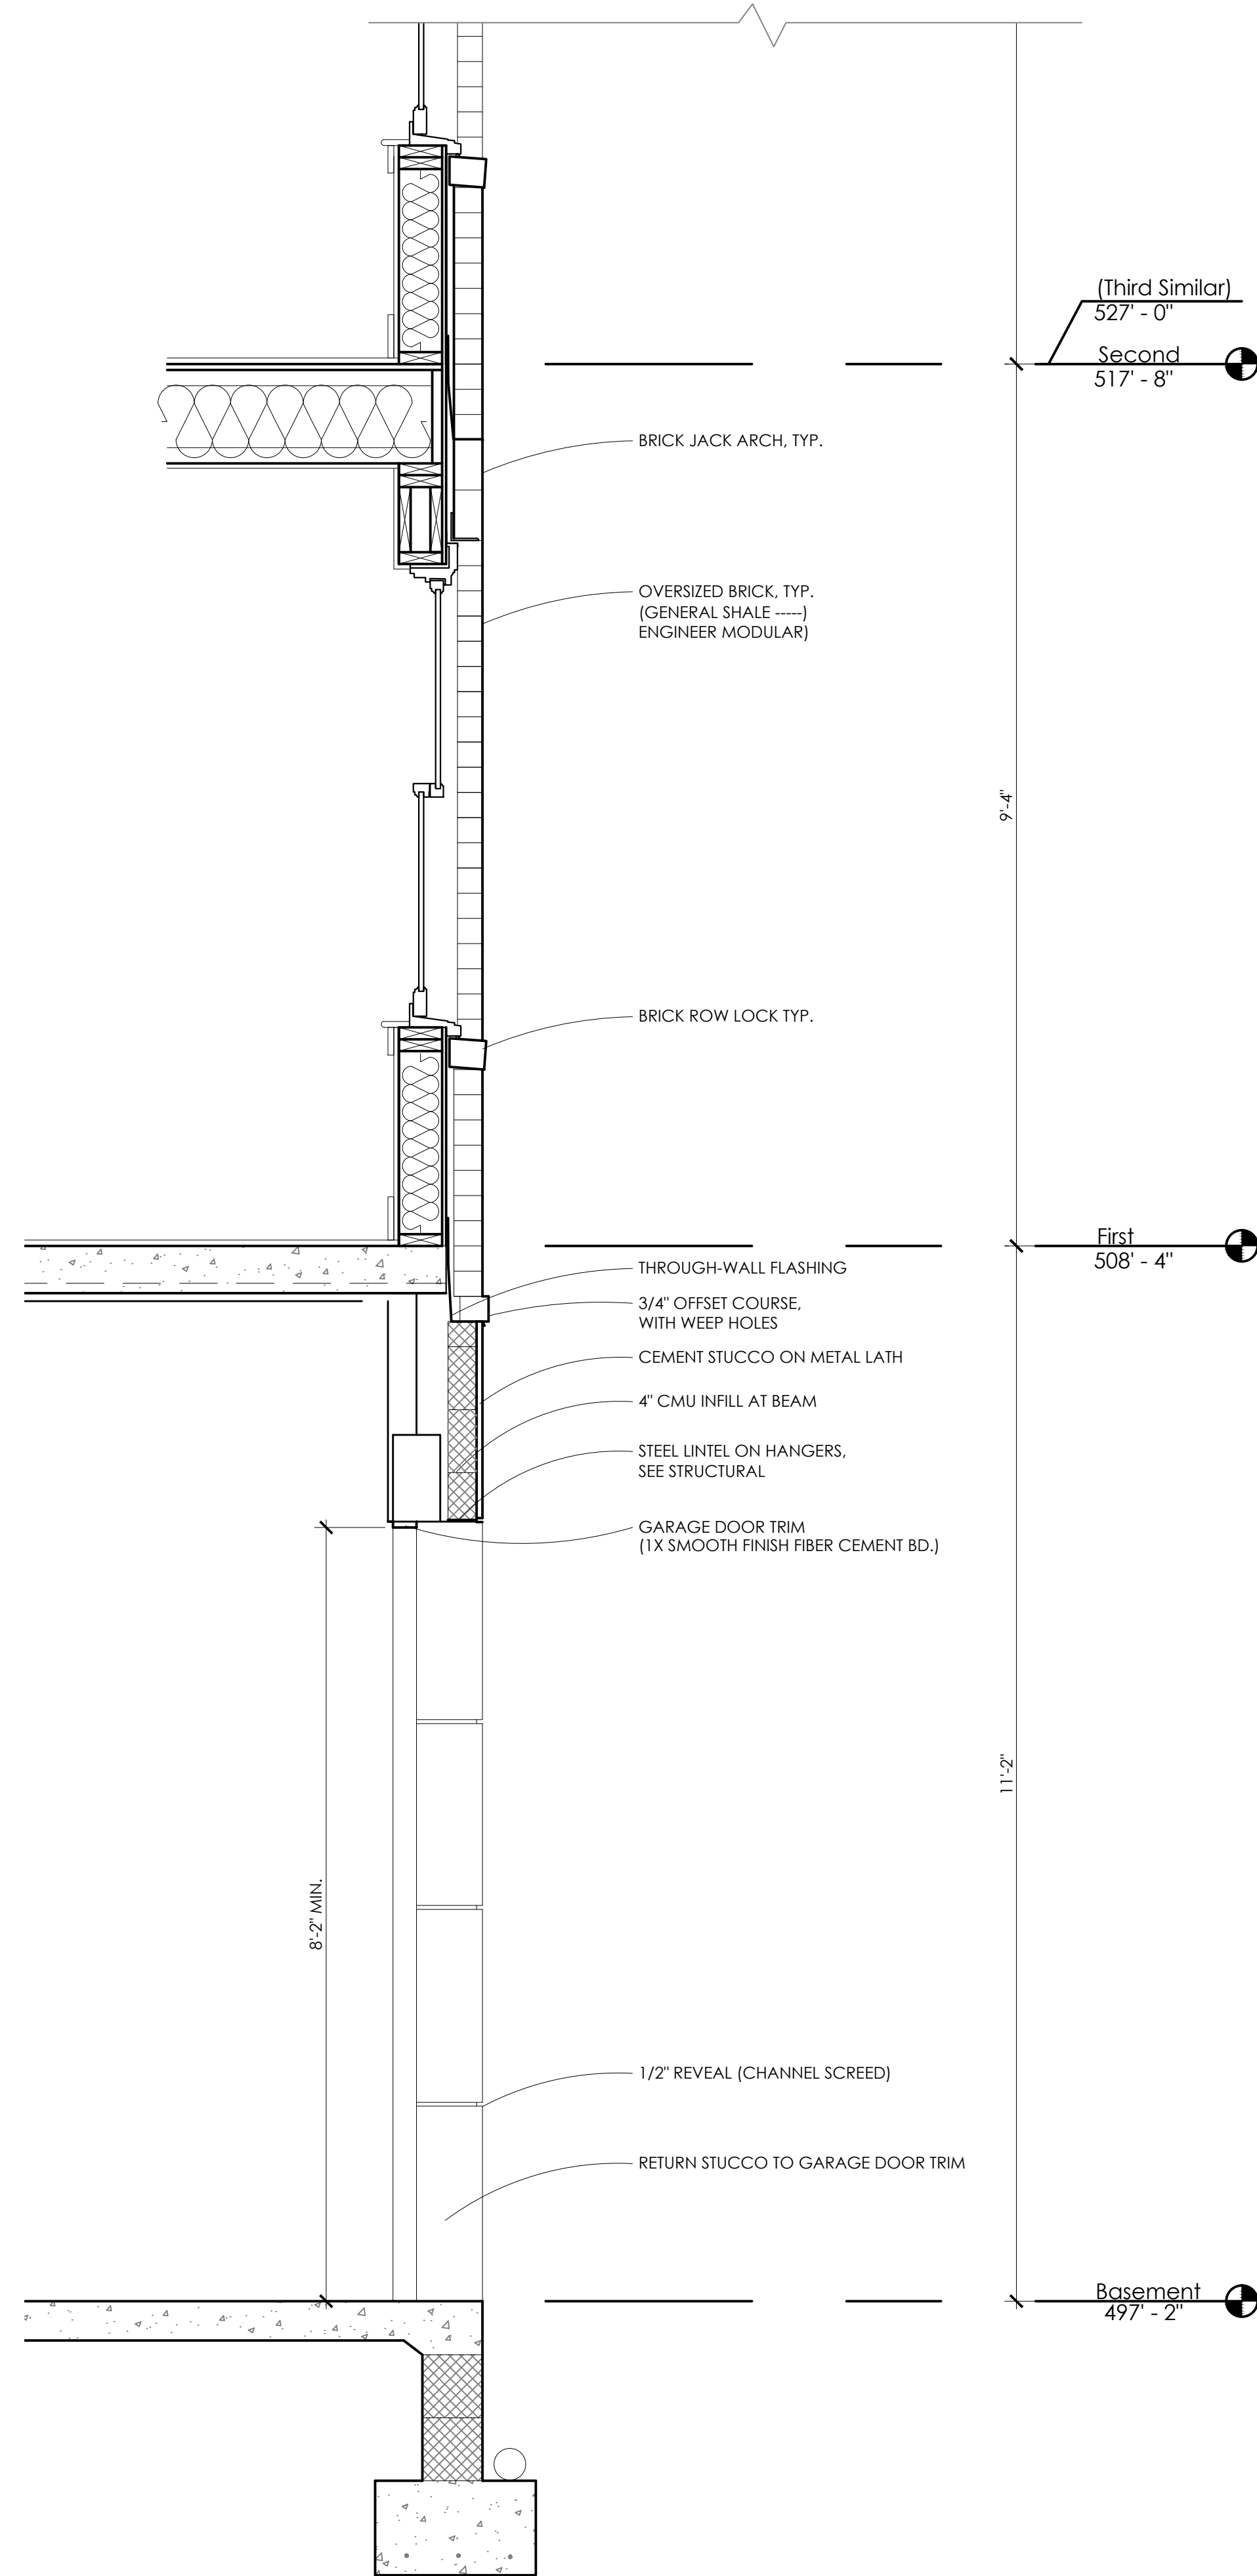 (Third Similar)
527' - 0"
Second
517' - 8"
BRICK JACK ARCH, TYP.
OVERSIZED BRICK, TYP.
(GENERAL SHALE -----)
ENGINEER MODULAR)
9'-4"
BRICK ROW LOCK TYP.
First
508' - 4"
THROUGH-WALL FLASHING
3/4" OFFSET COURSE,
WITH WEEP HOLES
CEMENT STUCCO ON METAL LATH
4" CMU INFILL AT BEAM
STEEL LINTEL ON HANGERS,
SEE STRUCTURAL
GARAGE DOOR TRIM
(1X SMOOTH FINISH FIBER CEMENT BD.)
11'-2"
8'-2" MIN.
1/2" REVEAL (CHANNEL SCREED)
RETURN STUCCO TO GARAGE DOOR TRIM
Basement
497' - 2"